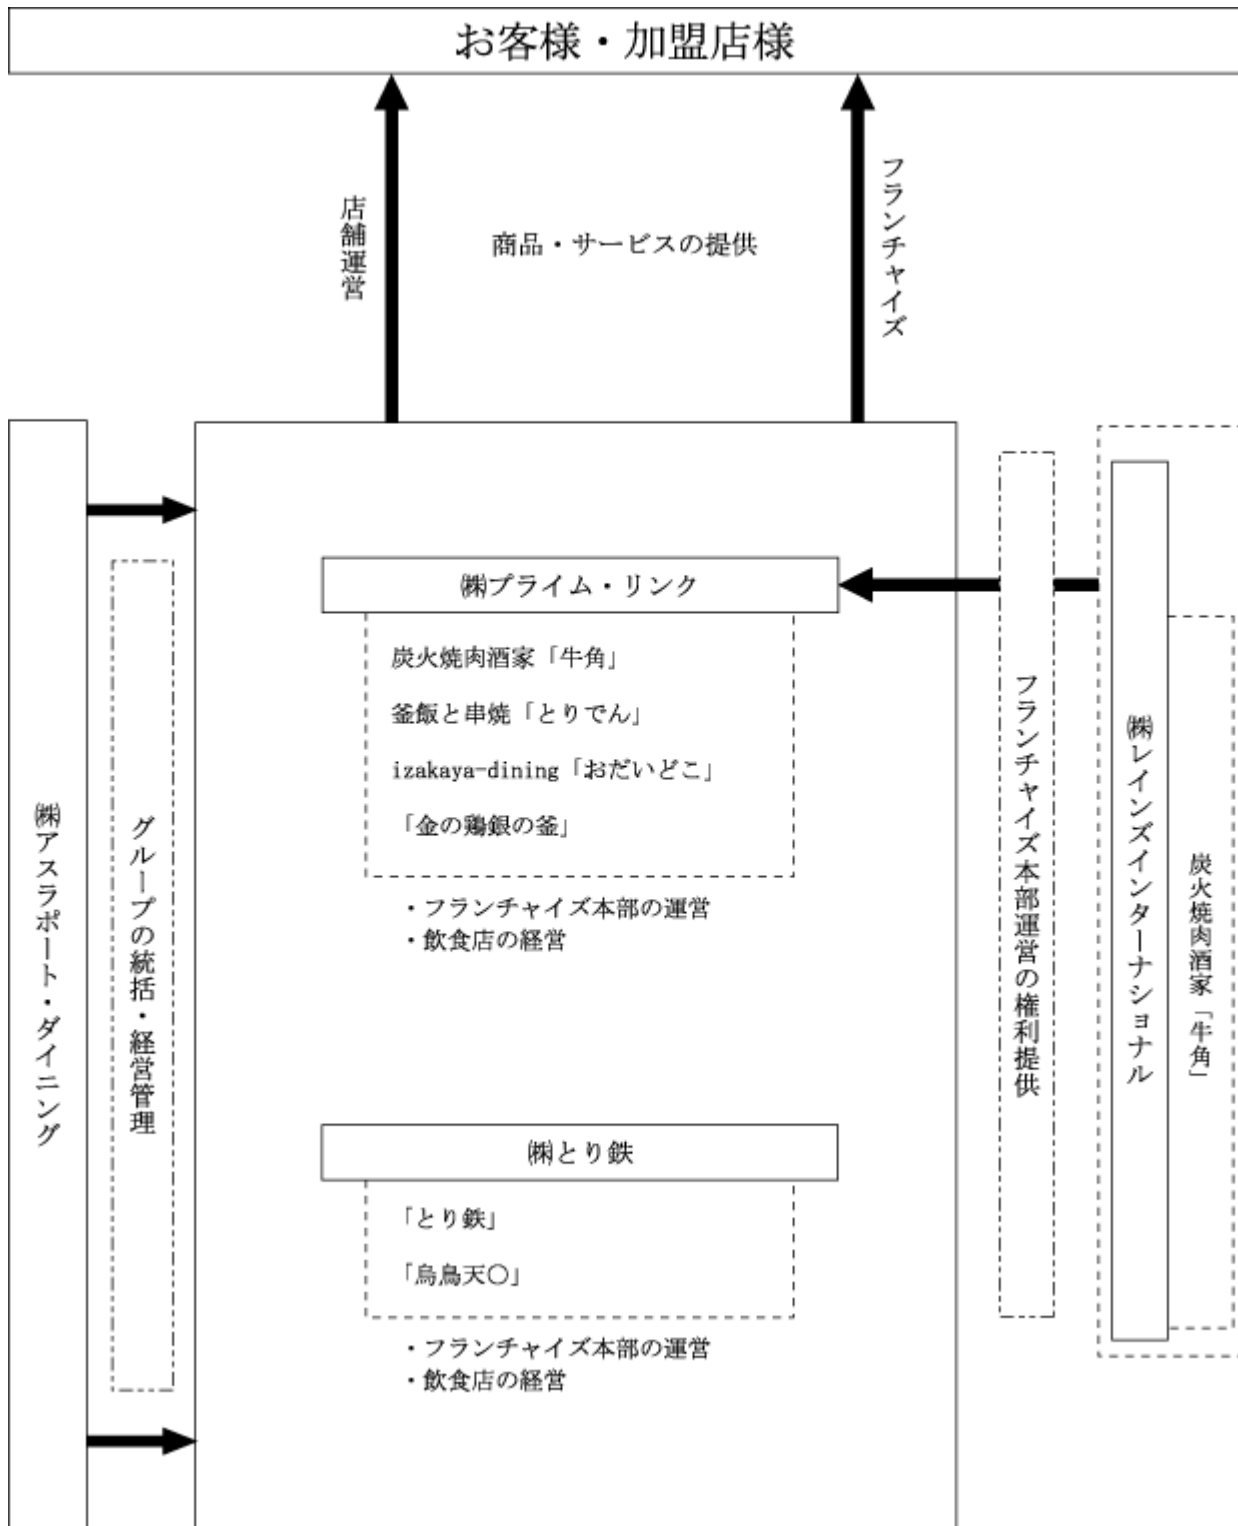 お客様・加盟店様
店舗運営
商品・サービスの提供
フランチャイズ
㈱アスラポート・ダイニング
グループの統括・経営管理
㈱プライム・リンク
炭火焼肉酒家「牛角」
釜飯と串焼「とりでん」
izakaya-dining「おだいどこ」
「金の鶏銀の釜」
・フランチャイズ本部の運営
・飲食店の経営
㈱とり鉄
「とり鉄」
「烏鳥天〇」
・フランチャイズ本部の運営
・飲食店の経営
フランチャイズ本部運営の権利提供
㈱レインズインターナショナル
炭火焼肉酒家「牛角」